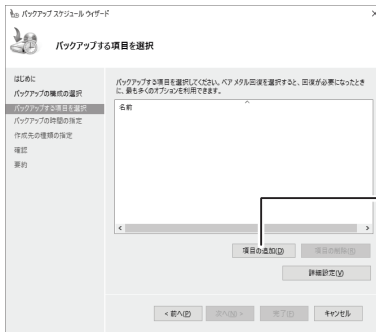 バックアップ スケジュール ウィザード
バックアップする項目を選択
はじめに
バックアップの構成の選択
バックアップする項目を選択
バックアップの時間の指定
作成先の種類の指定
確認
要約
バックアップする項目を選択してください。ベア メタル回復を選択すると、回復が必要になったとき
に、最も多くのオプションを利用できます。
名前
項目の追加(D)
項目の削除(R)
詳細設定(V)
< 前へ(P)
次へ(N) >
完了(F)
キャンセル